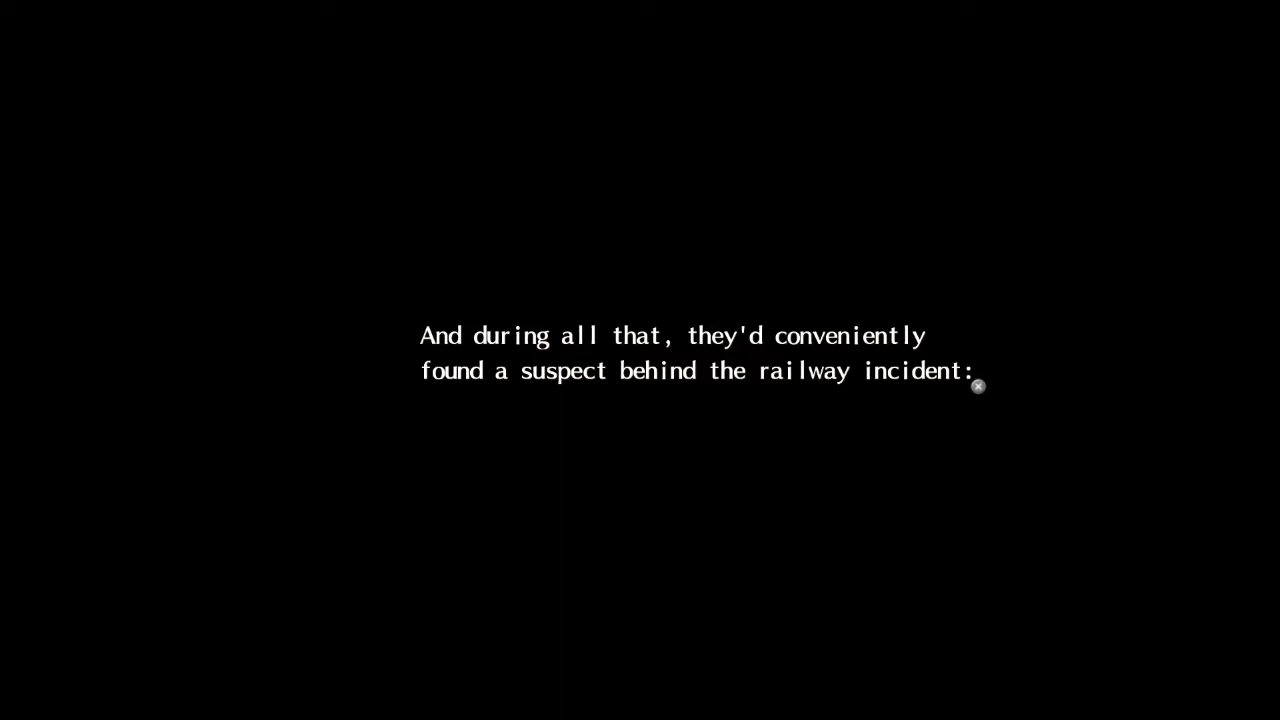 And during all that, they'd conveniently
found a suspect behind the railway incident: